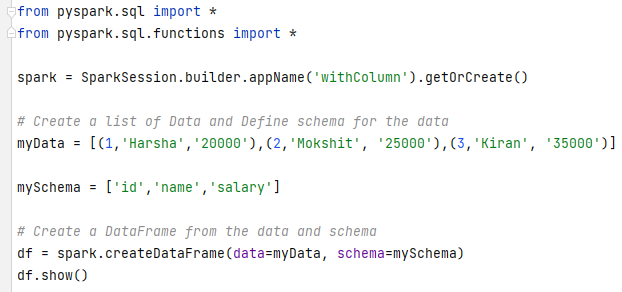 from pyspark.sql import *
from pyspark.sql.functions import *
spark = SparkSession.builder.appName('withColumn').getOrCreate()
# Create a list of Data and Define schema for the data
myData = [(1,'Harsha','20000'),(2,'Mokshit', '25000'),(3,'Kiran', '35000')]
mySchema = ['id','name','salary']
# Create a DataFrame from the data and schema
df = spark.createDataFrame(data=myData, schema=mySchema)
df.show()